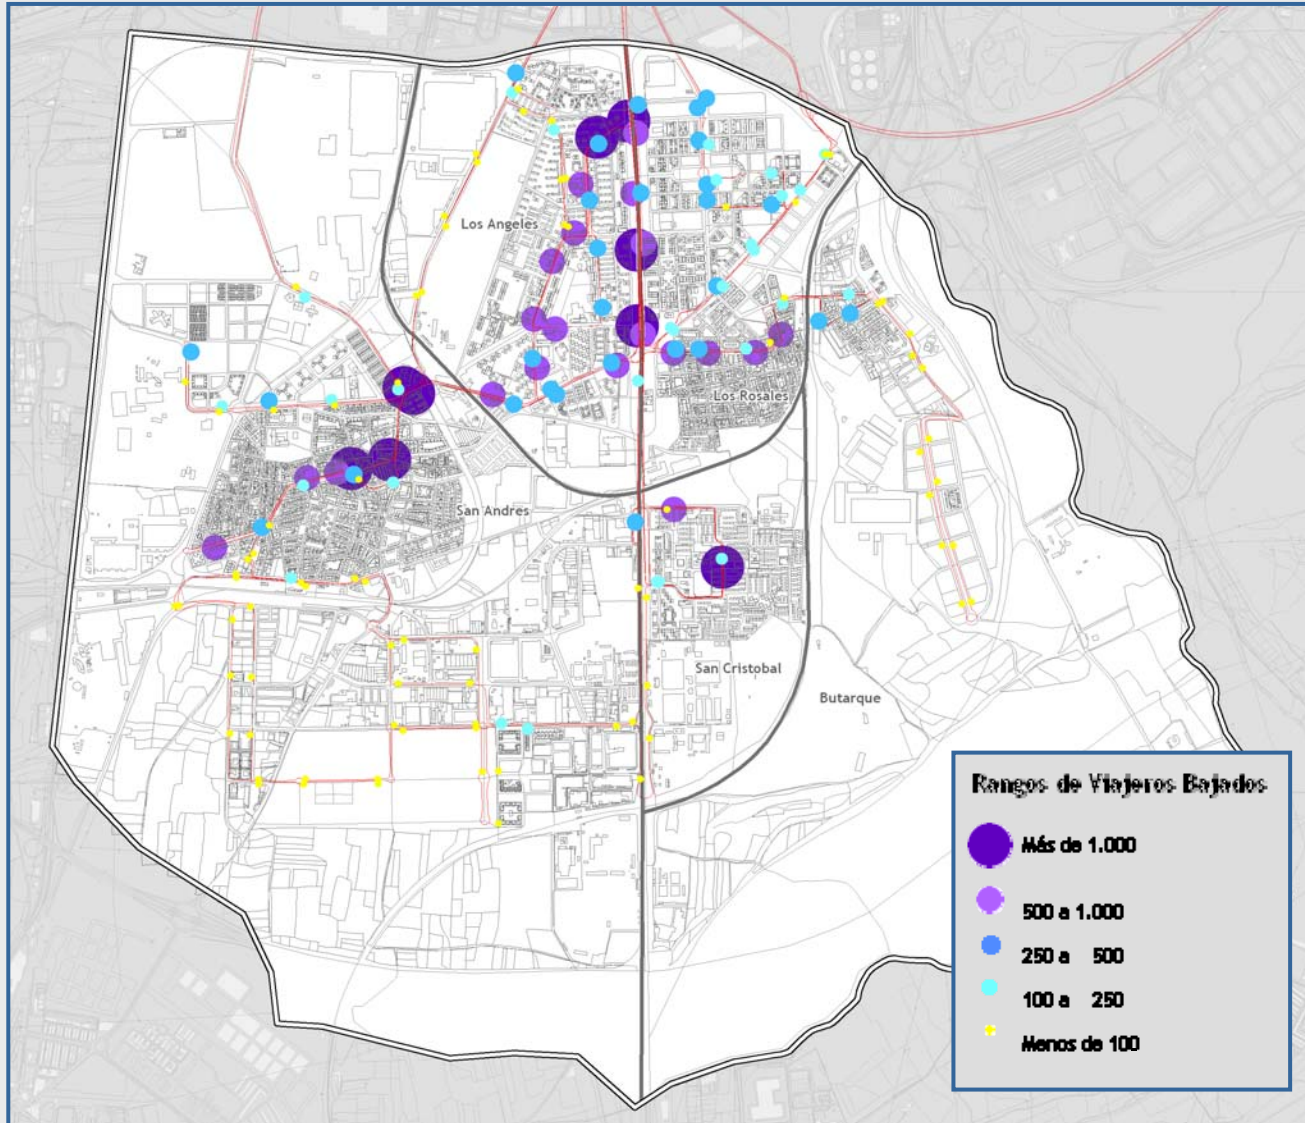 Los Angeles
Los Rosales
San Andres
San Cristobal
Butarque
Rangos de Viajeros Bajados
Más de 1.000
500 a 1.000
250 a 500
100 a 250
Menos de 100